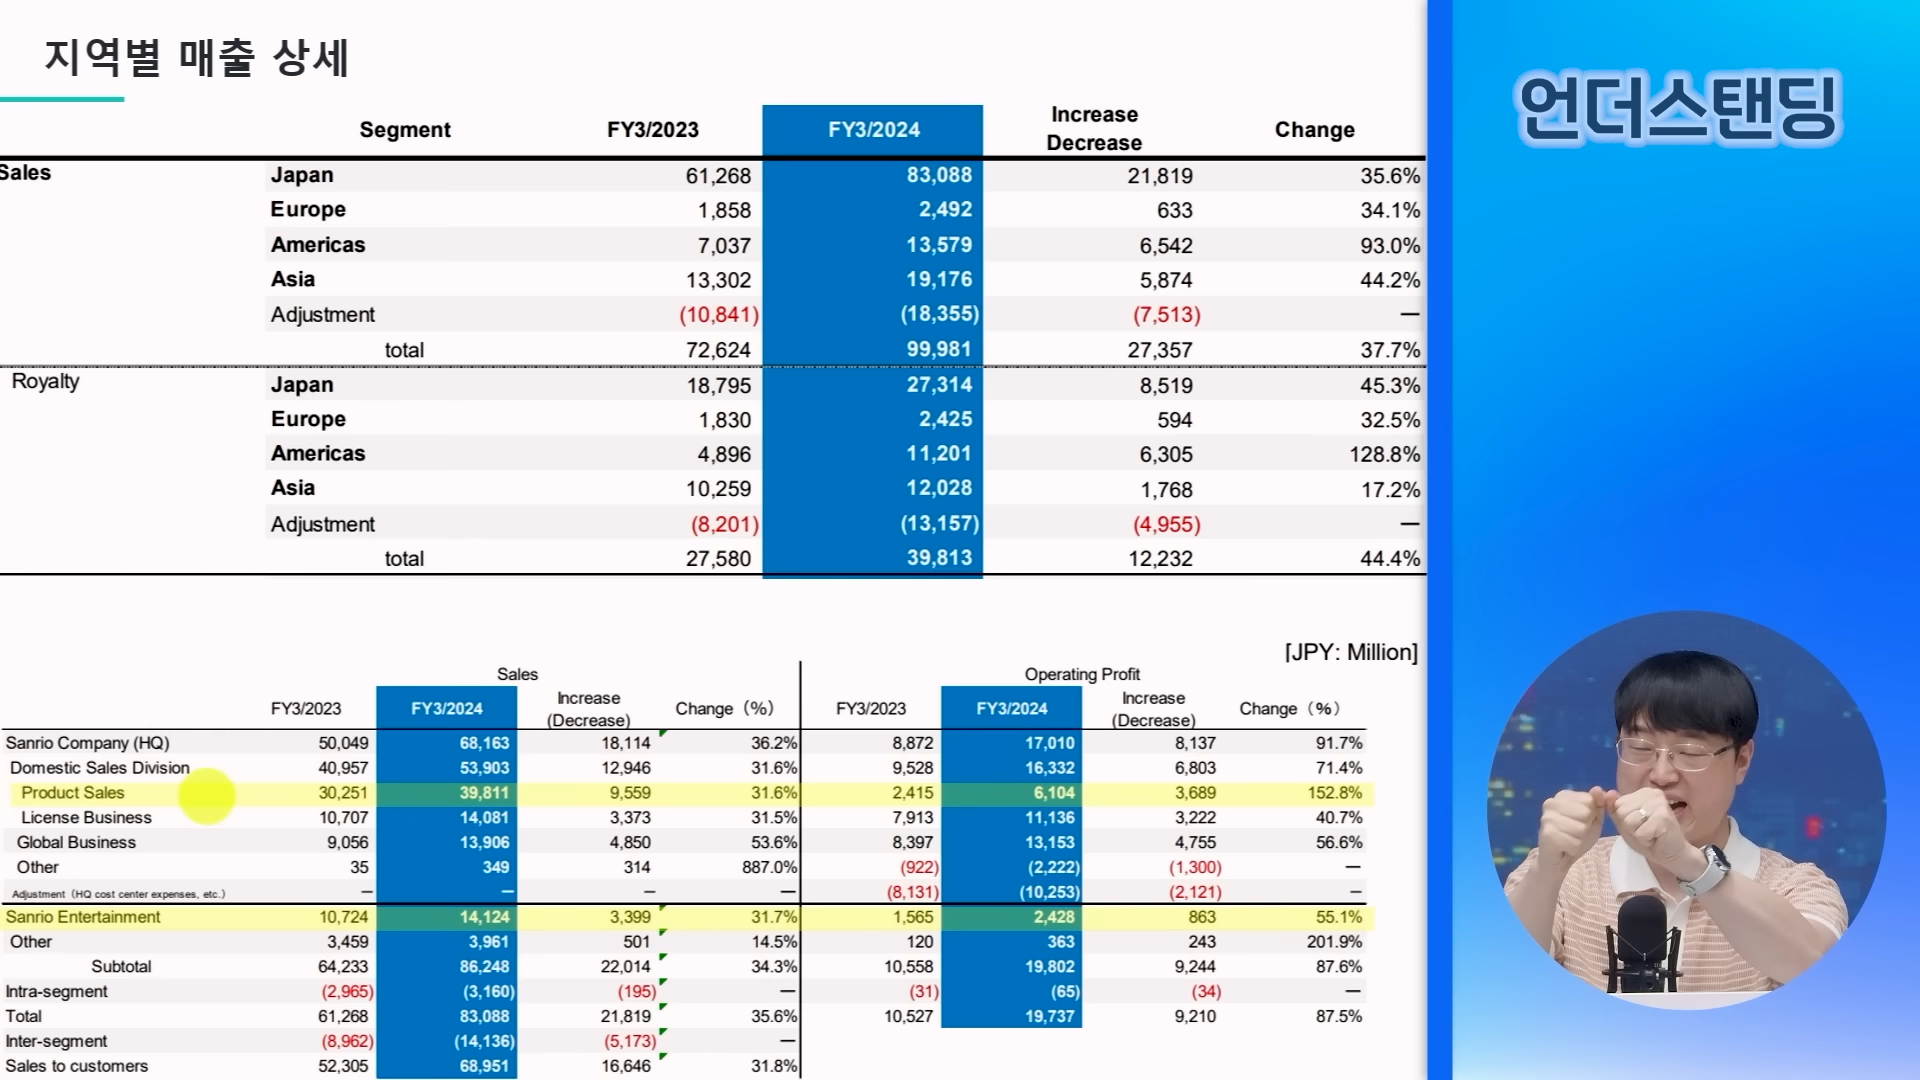 지역별 매출 상세
언더스탠딩
Segment FY3/2023 FY3/2024 Increase Decrease Change
Sales Japan 61,268 83,088 21,819 35.6%
Europe 1,858 2,492 633 34.1%
Americas 7,037 13,579 6,542 93.0%
Asia 13,302 19,176 5,874 44.2%
Adjustment (10,841) (18,355) (7,513) —
total 72,624 99,981 27,357 37.7%
Royalty Japan 18,795 27,314 8,519 45.3%
Europe 1,830 2,425 594 32.5%
Americas 4,896 11,201 6,305 128.8%
Asia 10,259 12,028 1,768 17.2%
Adjustment (8,201) (13,157) (4,955) —
total 27,580 39,813 12,232 44.4%
[JPY: Million]
Sales Operating Profit
FY3/2023 FY3/2024 Increase (Decrease) Change (%) FY3/2023 FY3/2024 Increase (Decrease) Change (%)
Sanrio Company (HQ) 50,049 68,163 18,114 36.2% 8,872 17,010 8,137 91.7%
Domestic Sales Division 40,957 53,903 12,946 31.6% 9,528 16,332 6,803 71.4%
Product Sales 30,251 39,811 9,559 31.6% 2,415 6,104 3,689 152.8%
License Business 10,707 14,081 3,373 31.5% 7,913 11,136 3,222 40.7%
Global Business 9,056 13,906 4,850 53.6% 8,397 13,153 4,755 56.6%
Other 35 349 314 887.0% (922) (2,222) (1,300) —
Adjustment (HQ cost center expenses, etc.) — — — — (8,131) (10,253) (2,121) —
Sanrio Entertainment 10,724 14,124 3,399 31.7% 1,565 2,428 863 55.1%
Other 3,459 3,961 501 14.5% 120 363 243 201.9%
Subtotal 64,233 86,248 22,014 34.3% 10,558 19,802 9,244 87.6%
Intra-segment (2,965) (3,160) (195) — (31) (65) (34) —
Total 61,268 83,088 21,819 35.6% 10,527 19,737 9,210 87.5%
Inter-segment (8,962) (14,136) (5,173) —
Sales to customers 52,305 68,951 16,646 31.8%